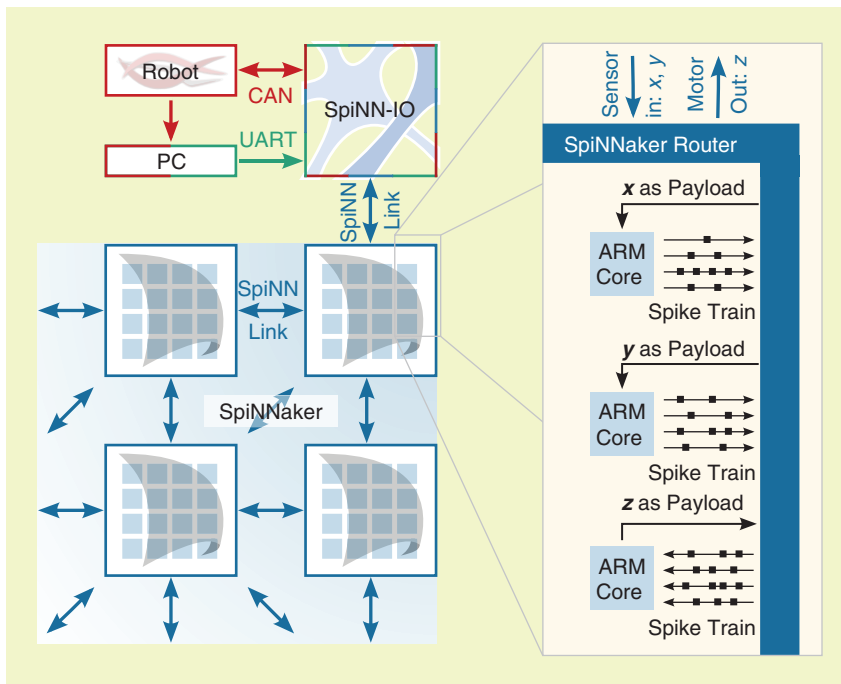 Robot
CAN
SpiNN-IO
PC
UART
SpiNN
Link
SpiNN
Link
SpiNNaker
Sensor
in: x, y
Motor
Out: z
SpiNNaker Router
x as Payload
ARM
Core
Spike Train
y as Payload
ARM
Core
Spike Train
z as Payload
ARM
Core
Spike Train